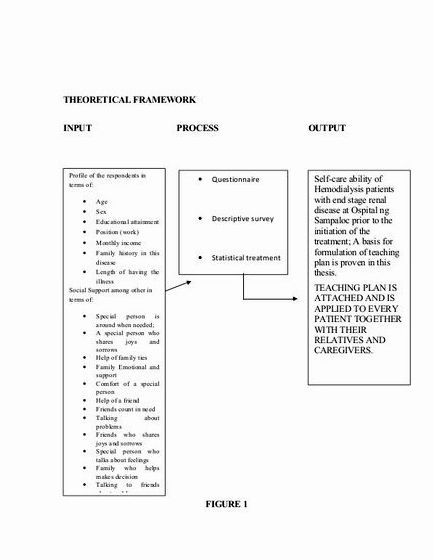 THEORETICAL FRAMEWORK
INPUT
PROCESS
OUTPUT
Profile of the respondents in
terms of:
• Age
• Sex
• Educational attainment
• Position (work)
• Monthly income
• Family history in this
disease
• Length of having the
illness
Social Support among other in
terms of:
• Special person is
around when needed;
• A special person who
shares joys and
sorrows
• Help of family ties
• Family Emotional and
support
• Comfort of a special
person
• Help of a friend
• Friends count in need
• Talking about
problems
• Friends who shares
joys and sorrows
• Special person who
talks about feelings
• Family who helps
makes decision
• Talking to friends
• Questionnaire
• Descriptive survey
• Statistical treatment
Self-care ability of
Hemodialysis patients
with end stage renal
disease at Ospital ng
Sampaloc prior to the
initiation of the
treatment; A basis for
formulation of teaching
plan is proven in this
thesis.
TEACHING PLAN IS
ATTACHED AND IS
APPLIED TO EVERY
PATIENT TOGETHER
WITH THEIR
RELATIVES AND
CAREGIVERS.
FIGURE 1